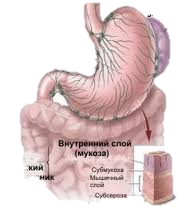 Внутренний слой
(мукоза)
кий
ник
Субмукоза
Мышечный
слой
Субсероза